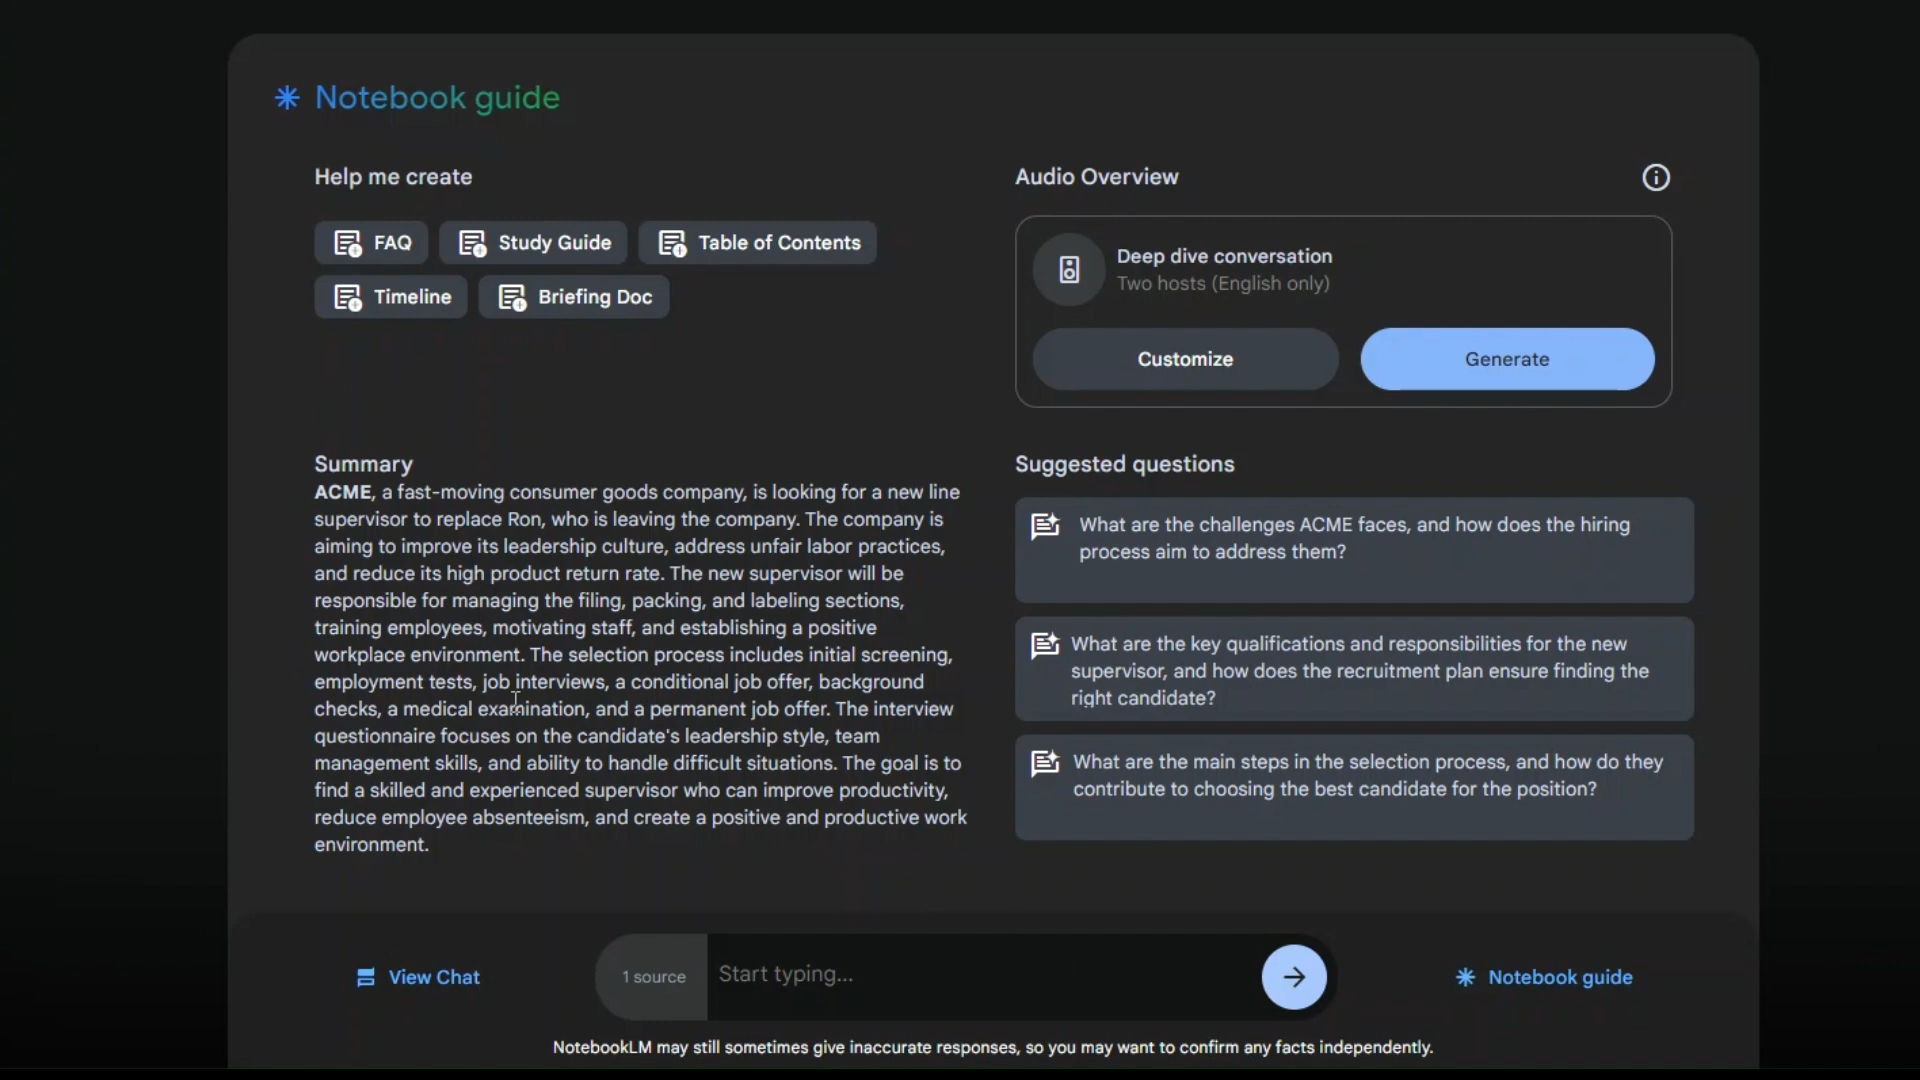 Notebook guide
Help me create
FAQ
Study Guide
Table of Contents
Timeline
Briefing Doc
Audio Overview
Deep dive conversation
Two hosts (English only)
Customize
Generate
Summary
ACME, a fast-moving consumer goods company, is looking for a new line
supervisor to replace Ron, who is leaving the company. The company is
aiming to improve its leadership culture, address unfair labor practices,
and reduce its high product return rate. The new supervisor will be
responsible for managing the filing, packing, and labeling sections,
training employees, motivating staff, and establishing a positive
workplace environment. The selection process includes initial screening,
employment tests, job interviews, a conditional job offer, background
checks, a medical examination, and a permanent job offer. The interview
questionnaire focuses on the candidate's leadership style, team
management skills, and ability to handle difficult situations. The goal is to
find a skilled and experienced supervisor who can improve productivity,
reduce employee absenteeism, and create a positive and productive work
environment.
Suggested questions
What are the challenges ACME faces, and how does the hiring
process aim to address them?
What are the key qualifications and responsibilities for the new
supervisor, and how does the recruitment plan ensure finding the
right candidate?
What are the main steps in the selection process, and how do they
contribute to choosing the best candidate for the position?
View Chat
1 source
Start typing...
Notebook guide
NotebookLM may still sometimes give inaccurate responses, so you may want to confirm any facts independently.